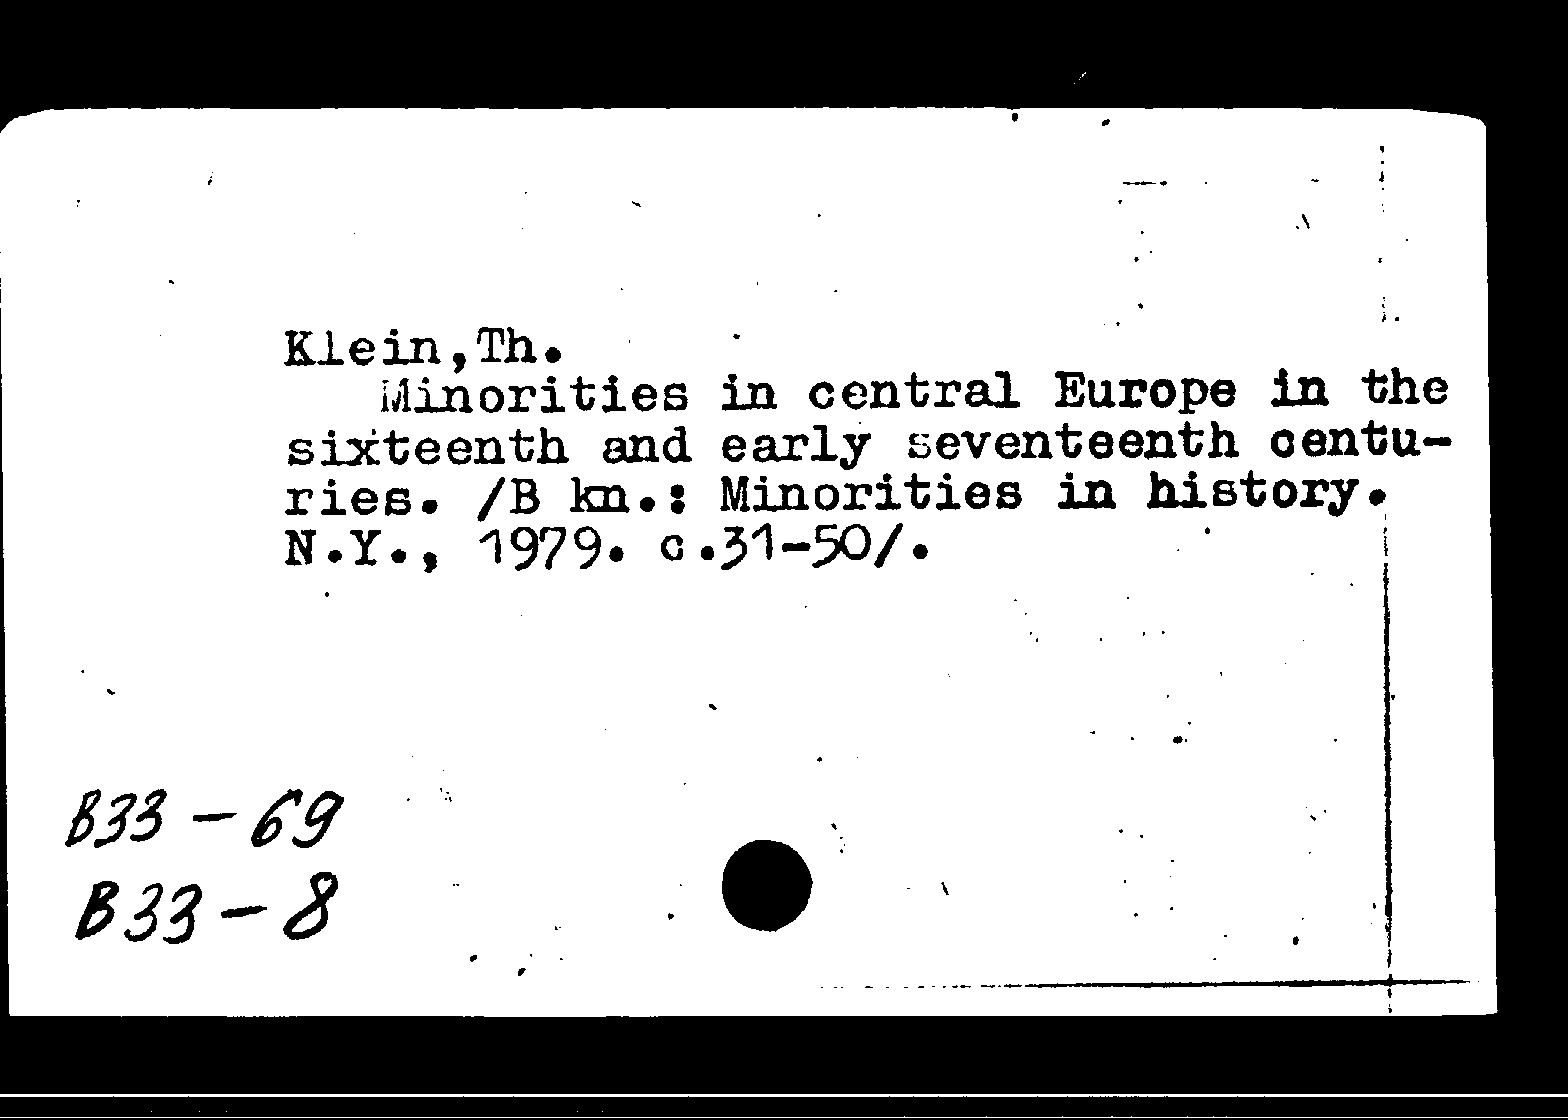 Klein,Th.
Minorities in central Europe in the
sixteenth and early seventeenth centu-
ries. /B kn.: Minorities in history.
N.Y., 1979. c.31-50/.
B33-69
B33-8